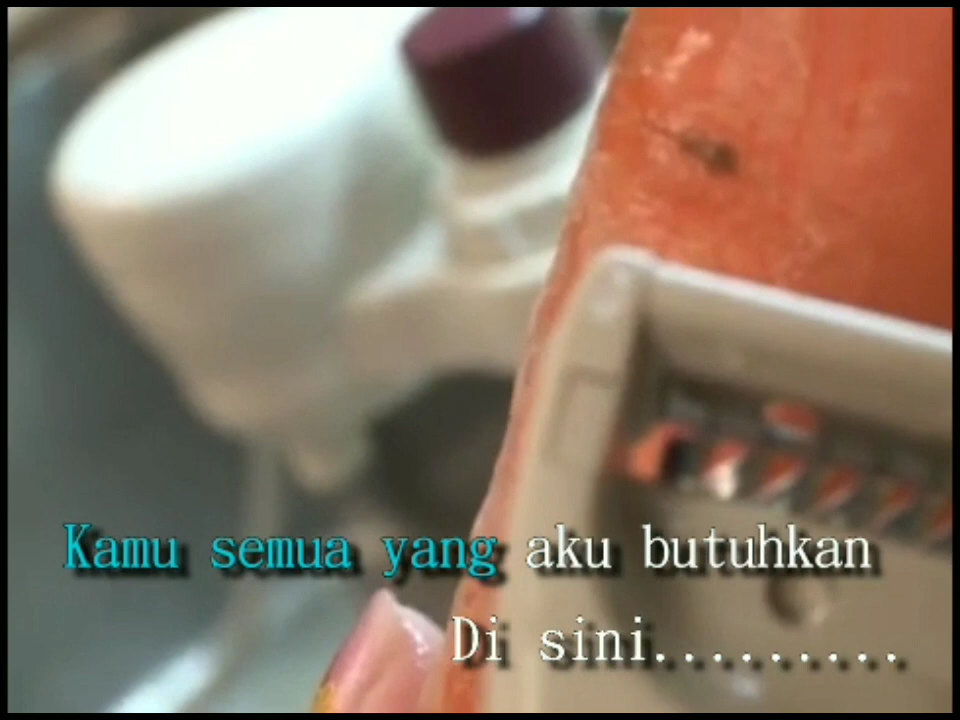 Kamu semua yang aku butuhkan
Di sini.........